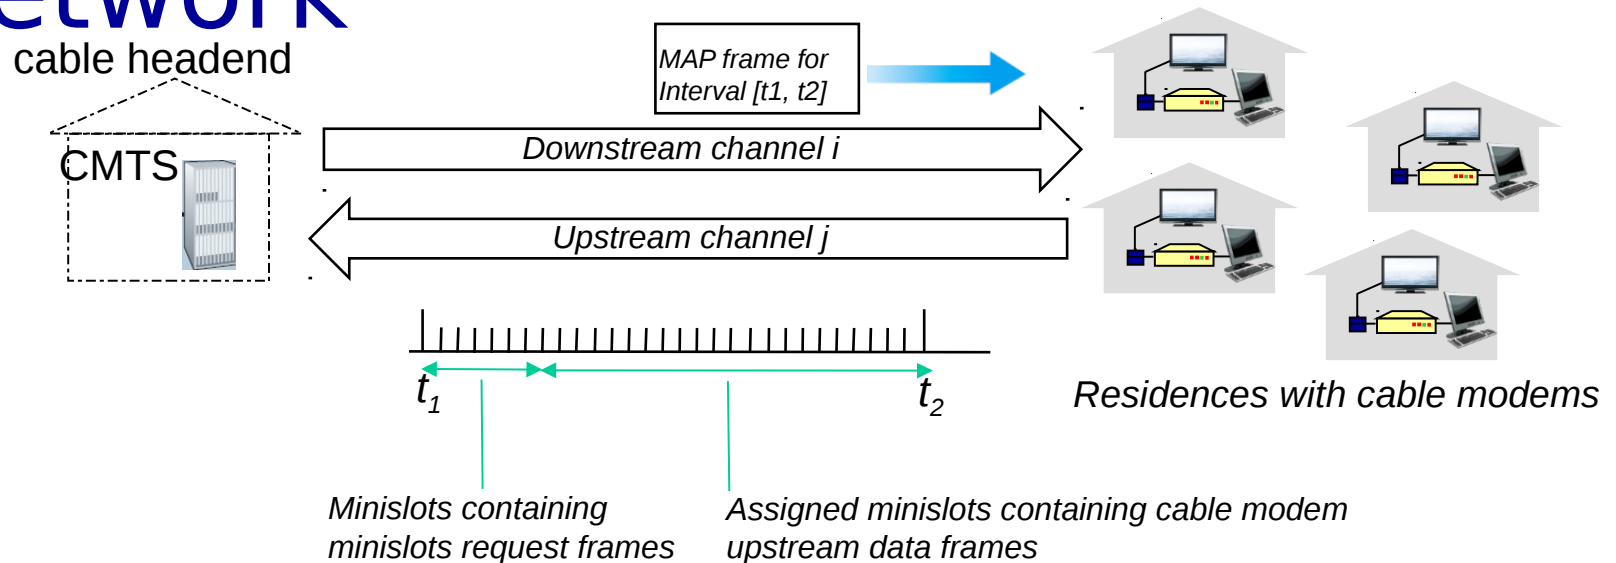 etwork
cable headend
MAP frame for
Interval [t1, t2]
CMTS
Downstream channel i
Upstream channel j
t1
t2
Residences with cable modems
Minislots containing
minislots request frames
Assigned minislots containing cable modem
upstream data frames